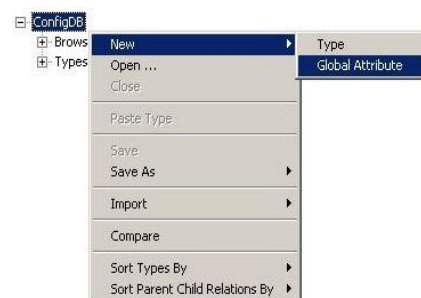 ConfigDB
Brows
Types
New
Open ...
Close
Paste Type
Save
Save As
Import
Compare
Sort Types By
Sort Parent Child Relations By
Type
Global Attribute